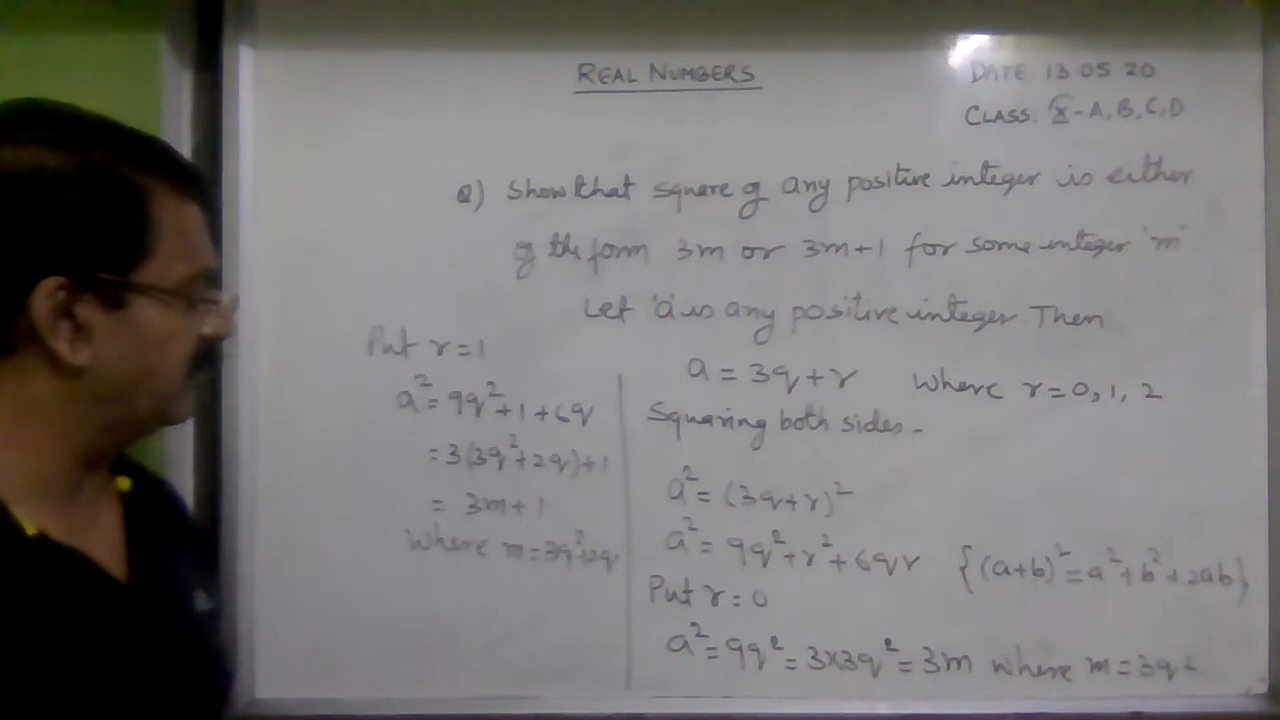 REAL NUMBERS
DATE: 13.05.20
CLASS. X-A, B, C, D
Q) Show that square of any positive integer is either
of the form 3m or 3m+1 for some integer 'm'.
Let 'a' is any positive integer Then
a = 3q+r where r=0, 1, 2
Squaring both sides -
a² = (3q+r)²
a² = 9q²+r²+6qr {(a+b)²=a²+b²+2ab}
Put r=0
a²=9q²=3×3q²=3m where m=3q²
Put r=1
a²=9q²+1+6q
=3(3q²+2q)+1
= 3m+1
Where m=3q²+2q